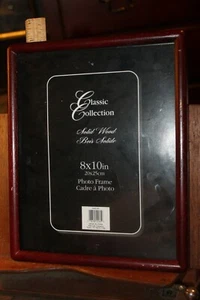 Classic
Collection
Solid Wood
Bois Solide
8x10in
20x25cm
Photo Frame
Cadre à Photo